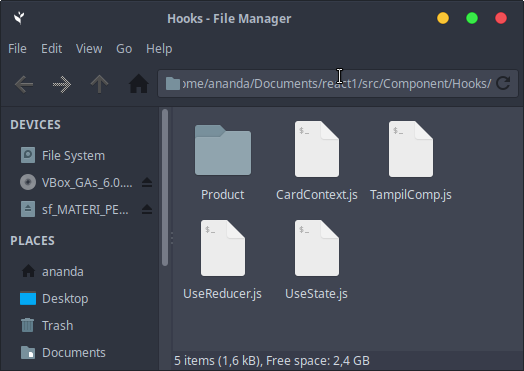 Hooks - File Manager
File Edit View Go Help
ome/ananda/Documents/react1/src/Component/Hooks/
DEVICES
File System
VBox_GAs_6.0....
sf_MATERI_PE...
PLACES
ananda
Desktop
Trash
Documents
Product CardContext.js TampilComp.js
UseReducer.js UseState.js
5 items (1,6 kB), Free space: 2,4 GB